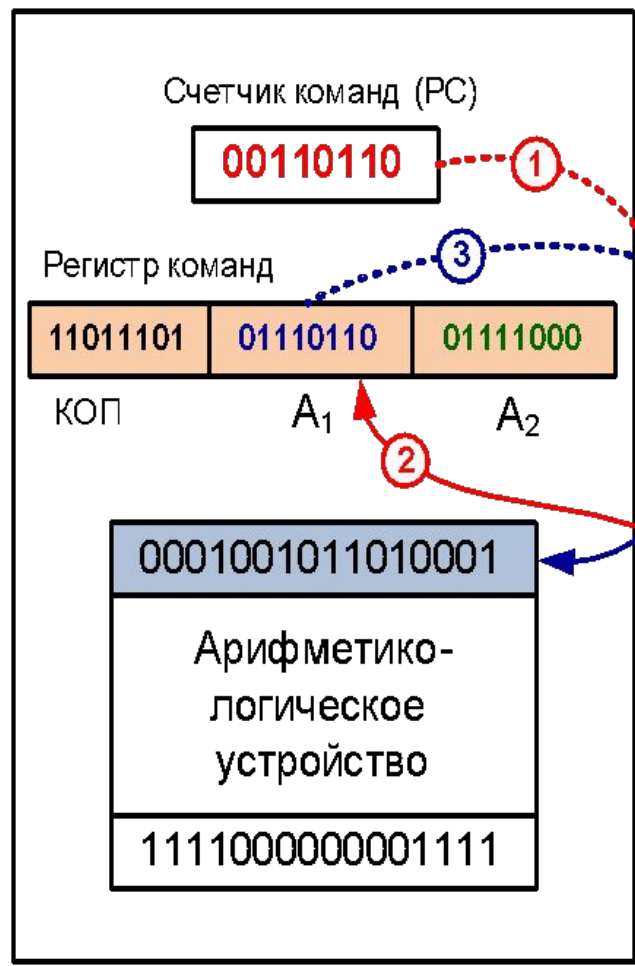 Счетчик команд (PC)
00110110
1
3
Регистр команд
11011101 01110110 01111000
КОП A₁ A₂
2
0001001011010001
Арифметико-
логическое
устройство
1111000000001111